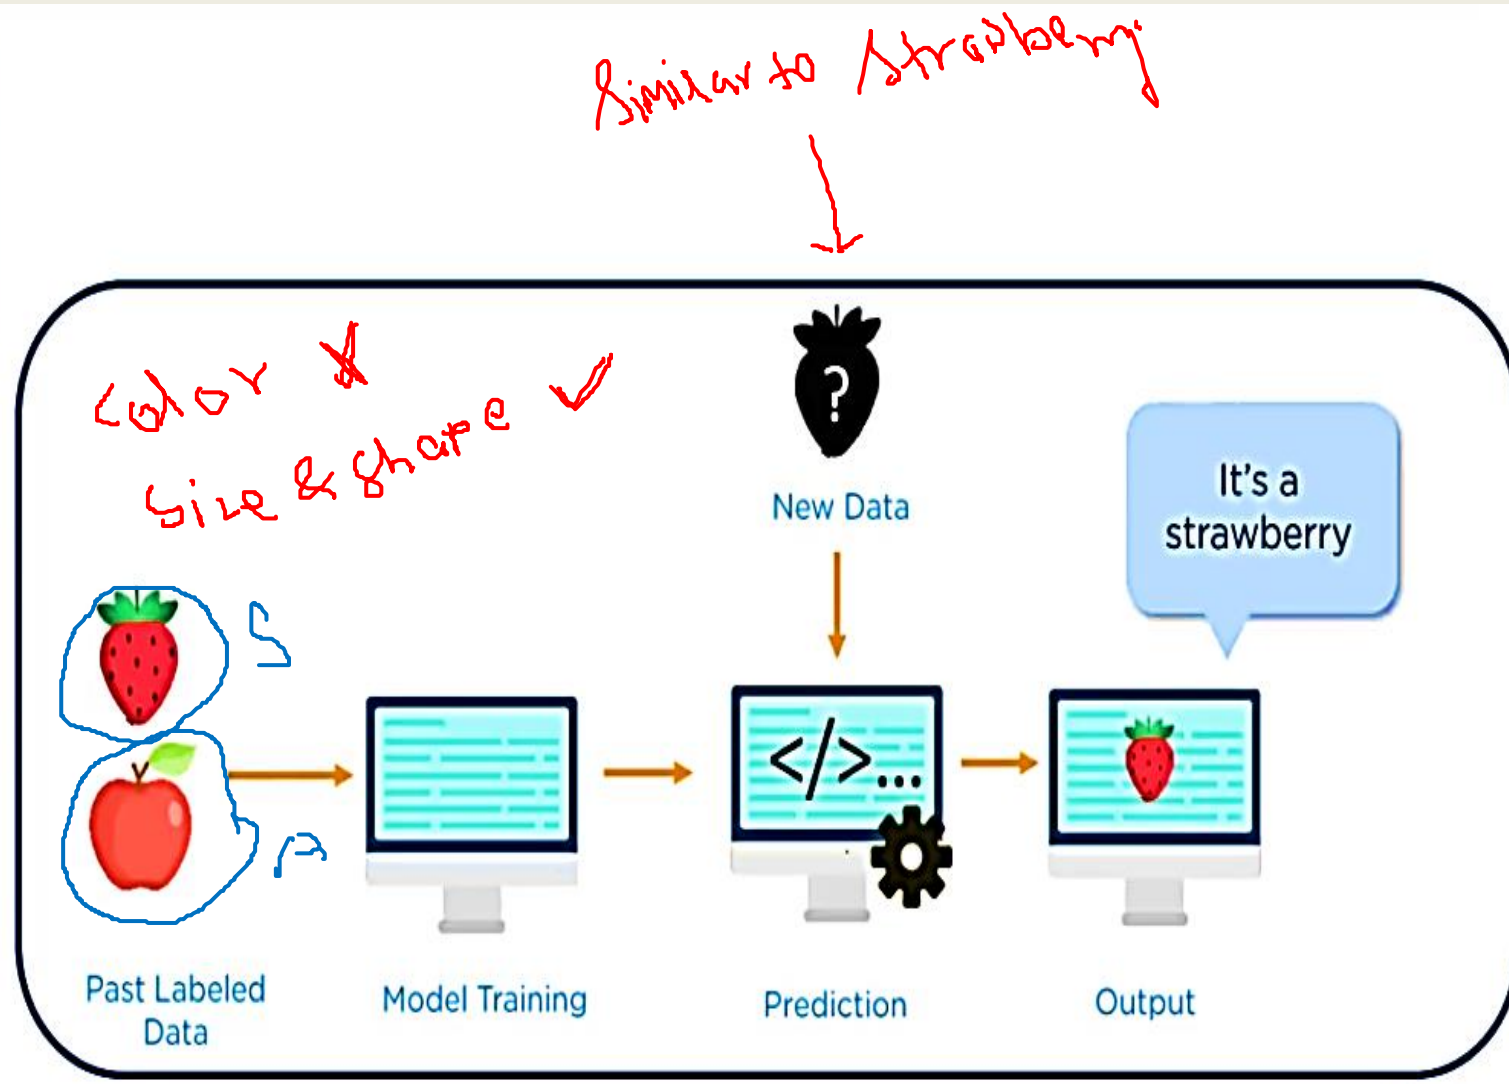 Similar to Strawberry
Color
Size & Shape
?
New Data
It's a
strawberry
S
A
</>...
Past Labeled
Data
Model Training
Prediction
Output